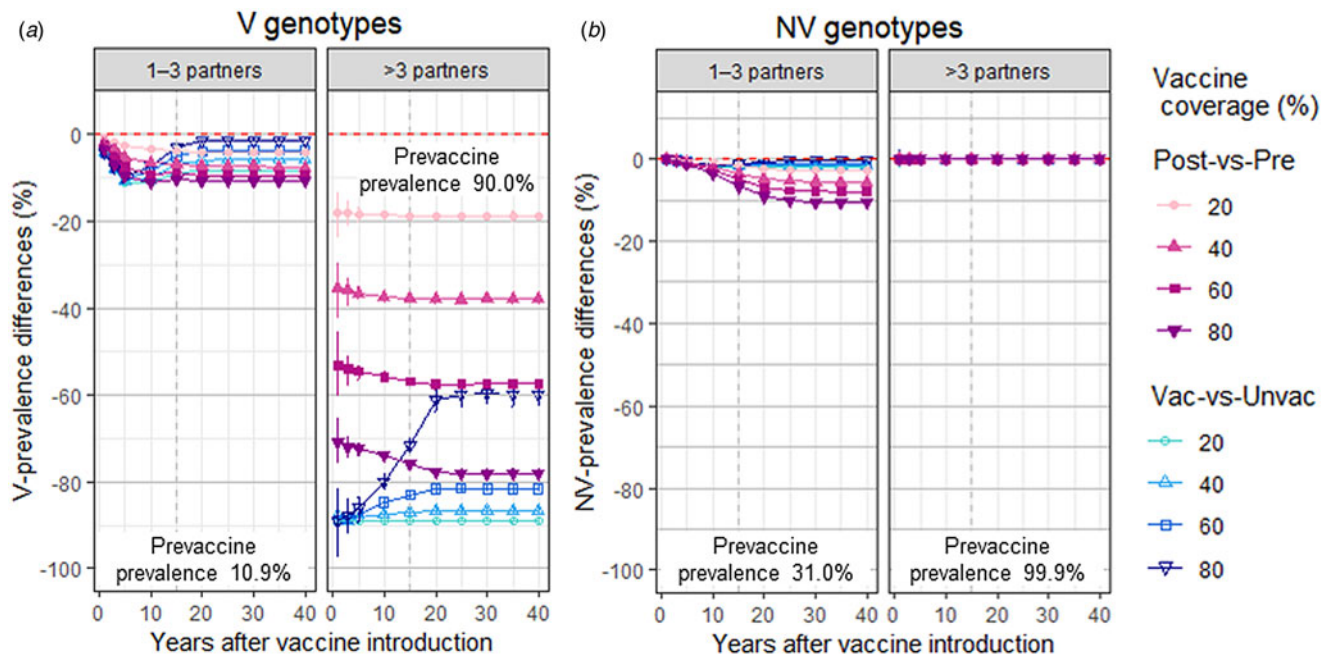 (a)
V genotypes
1–3 partners
>3 partners
V-prevalence differences (%)
0
-20
-40
-60
-80
-100
Prevaccine
prevalence 10.9%
Prevaccine
prevalence 90.0%
0 10 20 30 40
0 10 20 30 40
Years after vaccine introduction
(b)
NV genotypes
1–3 partners
>3 partners
NV-prevalence differences (%)
0
-20
-40
-60
-80
-100
Prevaccine
prevalence 31.0%
Prevaccine
prevalence 99.9%
0 10 20 30 40
0 10 20 30 40
Years after vaccine introduction
Vaccine
coverage (%)
Post-vs-Pre
20
40
60
80
Vac-vs-Unvac
20
40
60
80